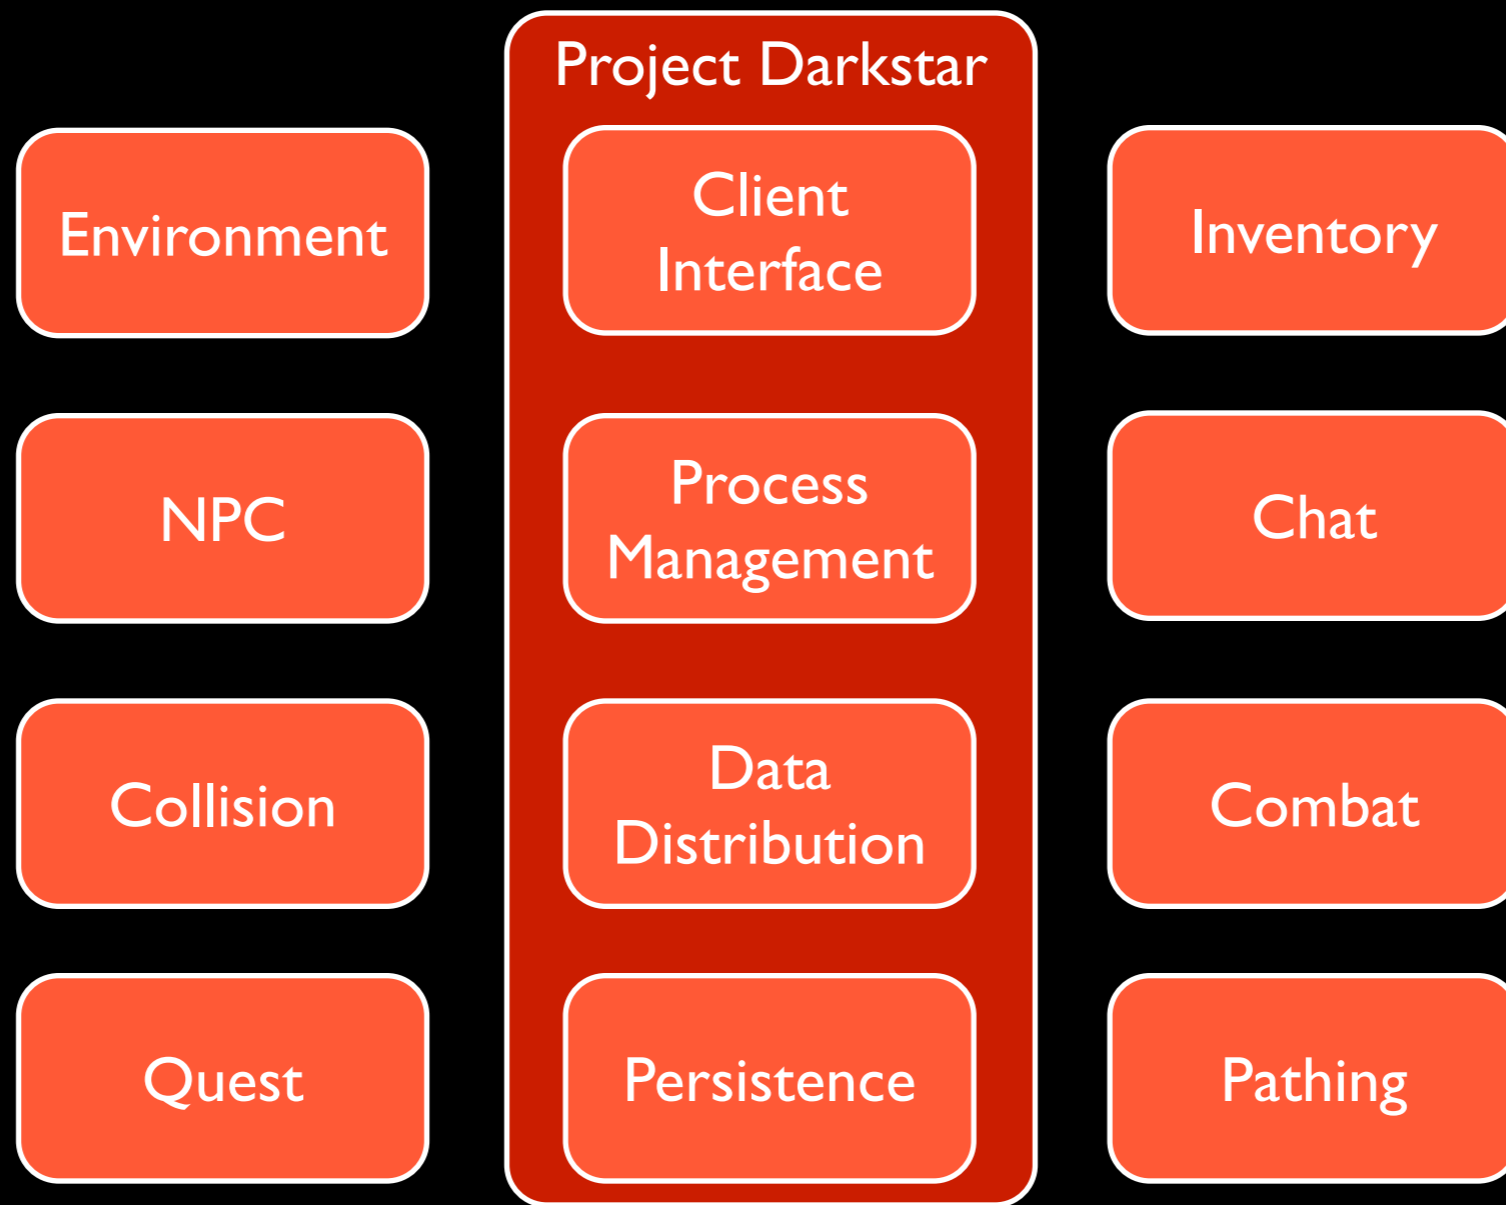 Project Darkstar
Environment
Client
Interface
Inventory
NPC
Process
Management
Chat
Collision
Data
Distribution
Combat
Quest
Persistence
Pathing